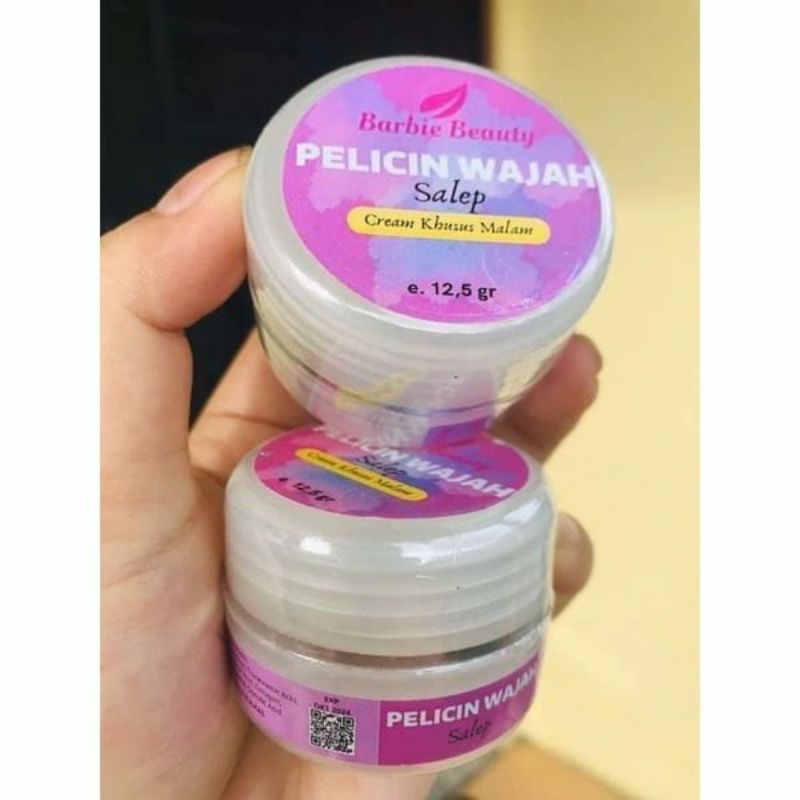 Barbie Beauty
PELICIN WAJAH
Salep
Cream Khusus Malam
e. 12,5 gr
PELICIN WAJAH
Salep
Cream Khusus Malam
e. 12,5 gr
EXP
PELICIN WAJAH
Salep